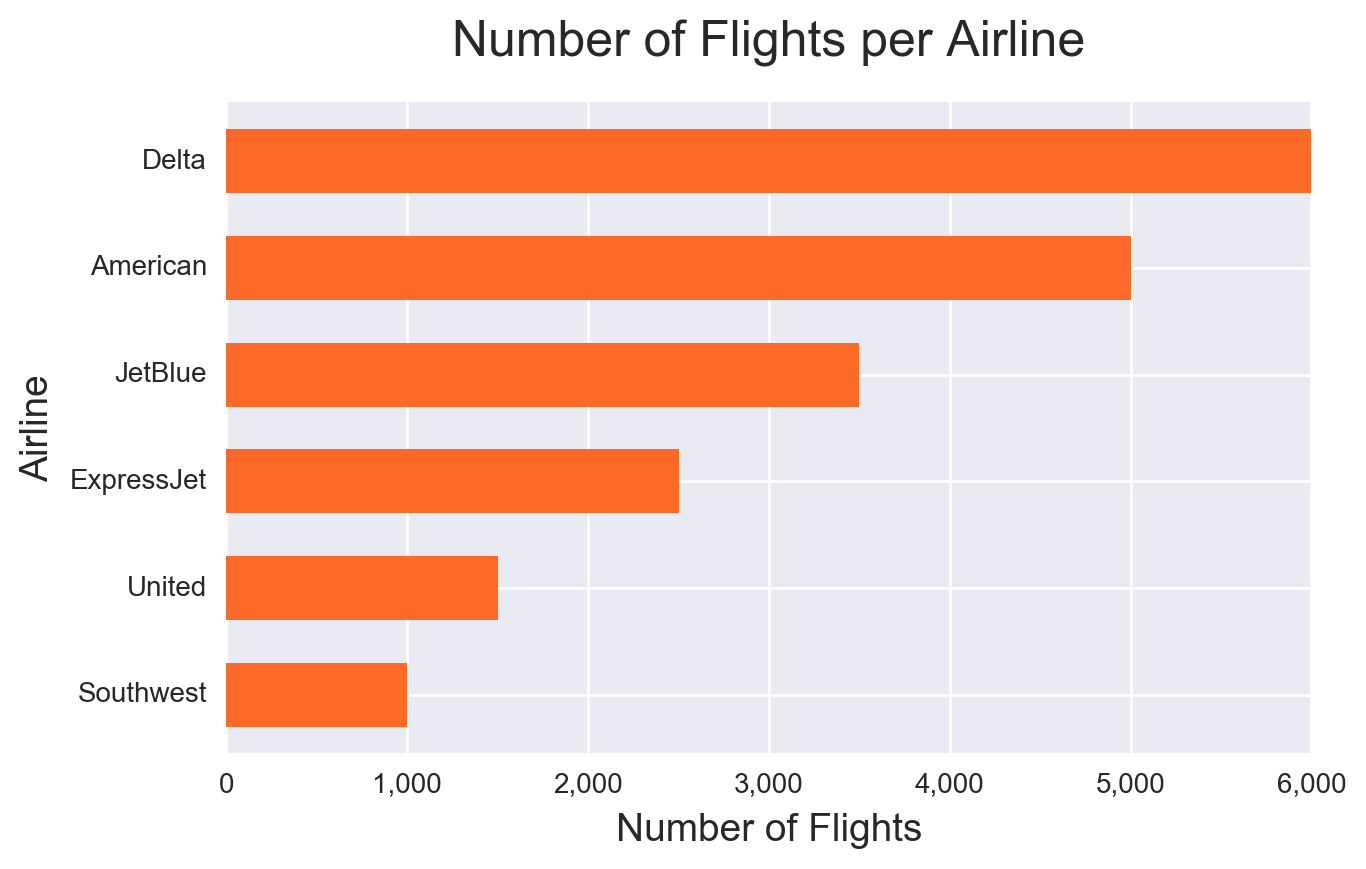 Number of Flights per Airline
Delta
American
JetBlue
ExpressJet
United
Southwest
Airline
0 1,000 2,000 3,000 4,000 5,000 6,000
Number of Flights